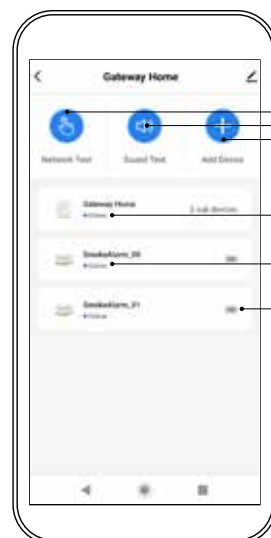 Gateway Home
Network Test Sound Test Add Device
Gateway Home
Online 2 sub devices
SmokeAlarm_00
Online
SmokeAlarm_01
Online